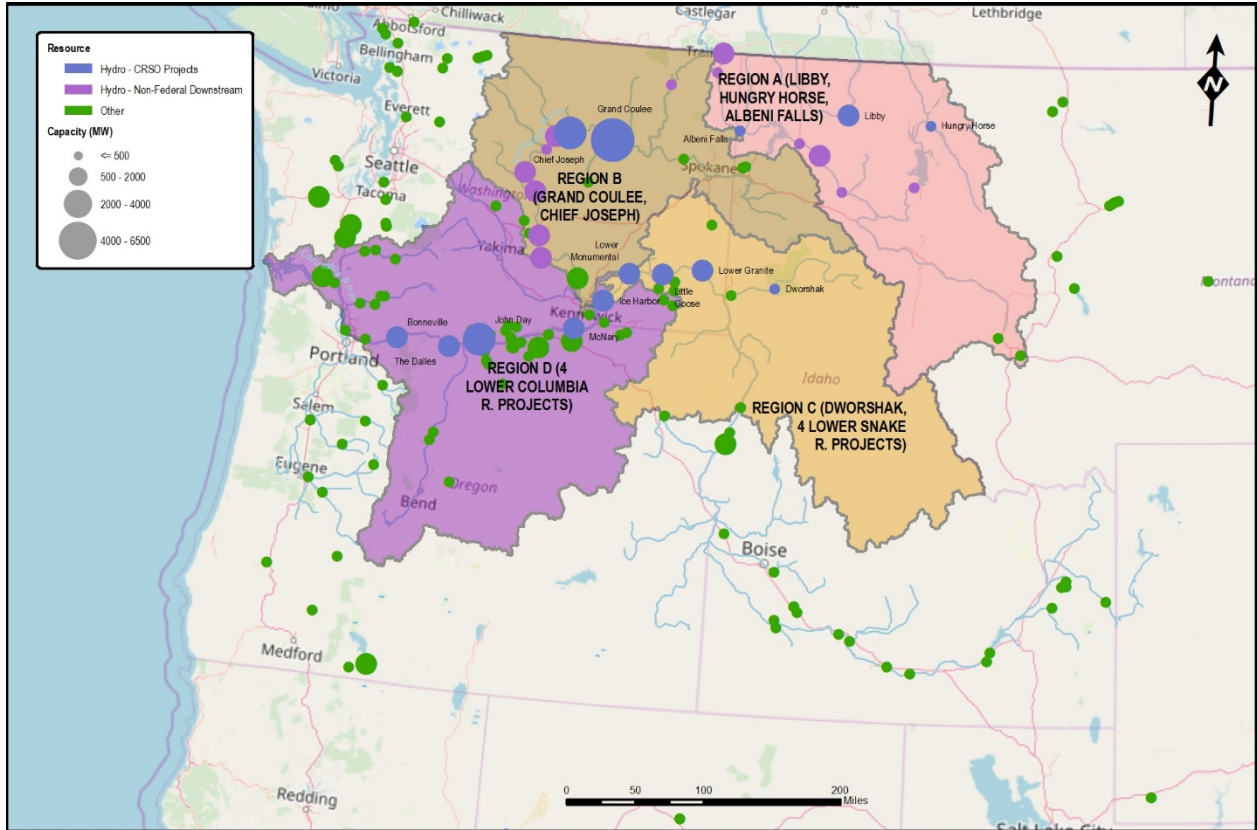 Resource
Hydro - CRSO Projects
Hydro - Non-Federal Downstream
Other
Capacity (MW)
<= 500
500 - 2000
2000 - 4000
4000 - 6500
Chilliwack
Castlegar
Lethbridge
Abbotsford
Bellingham
Victoria
Trail
N
Everett
Seattle
Tacoma
Washington
Yakima
Spokane
Kennewick
Grand Coulee
Chief Joseph
REGION B
(GRAND COULEE,
CHIEF JOSEPH)
REGION A (LIBBY,
HUNGRY HORSE,
ALBENI FALLS)
Albeni Falls
Libby
Hungry Horse
Montana
Lower
Monumental
Lower Granite
Little
Goose
Ice Harbor
Dworshak
Bonneville
John Day
The Dalles
McNary
REGION D (4
LOWER COLUMBIA
R. PROJECTS)
REGION C (DWORSHAK,
4 LOWER SNAKE
R. PROJECTS)
Idaho
Portland
Salem
Eugene
Bend
Oregon
Boise
Medford
Redding
Salt Lake City
0
50
100
200
Miles